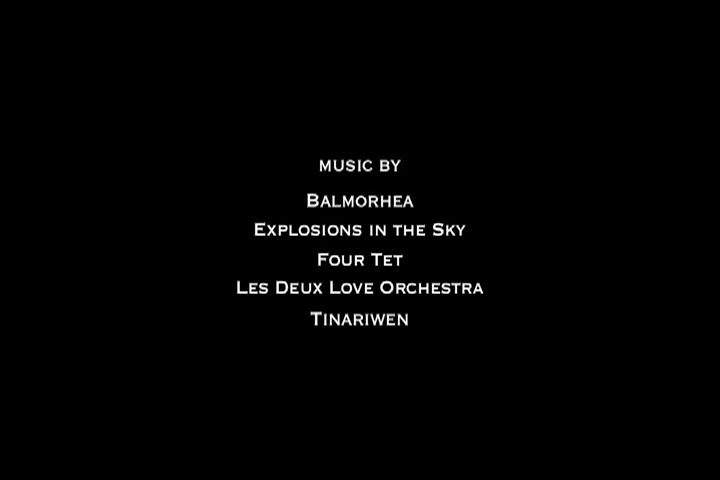 MUSIC BY
BALMORHEA
EXPLOSIONS IN THE SKY
FOUR TET
LES DEUX LOVE ORCHESTRA
TINARIWEN